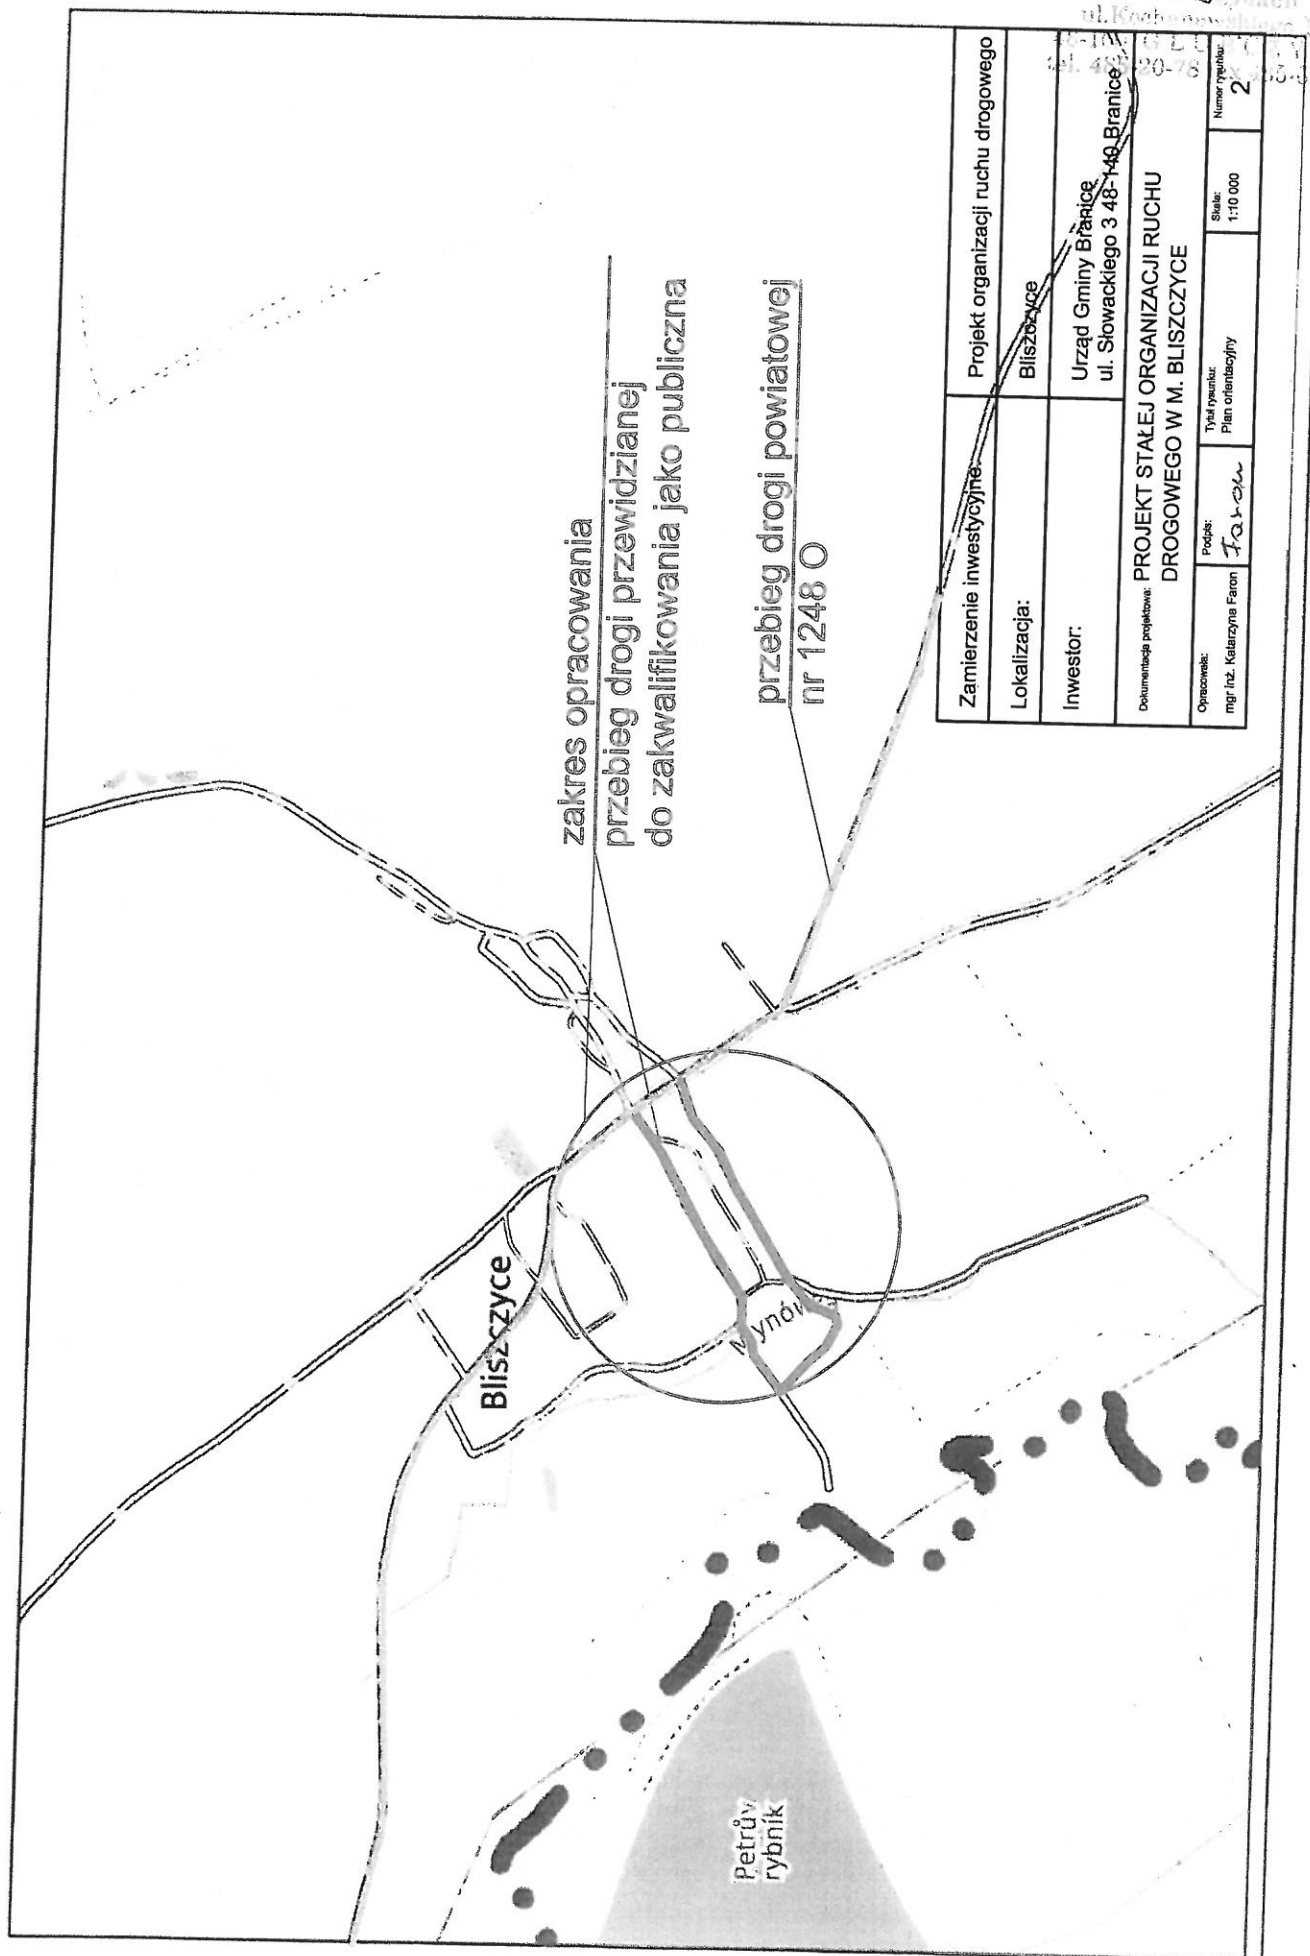 zakres opracowania
przebieg drogi przewidzianej
do zakwalifikowania jako publiczna
przebieg drogi powiatowej
nr 1248 O
Bliszczyce
Petrův
rybník
Zamierzenie inwestycyjne:
Projekt organizacji ruchu drogowego
Lokalizacja:
Bliszczyce
Inwestor:
Urząd Gminy Branice
ul. Słowackiego 3 48-140 Branice
Dokumentacja projektowa: PROJEKT STAŁEJ ORGANIZACJI RUCHU
DROGOWEGO W M. BLISZCZYCE
Opracowała:
mgr inż. Katarzyna Faron
Podpis:
Faron
Tytuł rysunku:
Plan orientacyjny
Skala:
1:10 000
Numer rysunku:
2